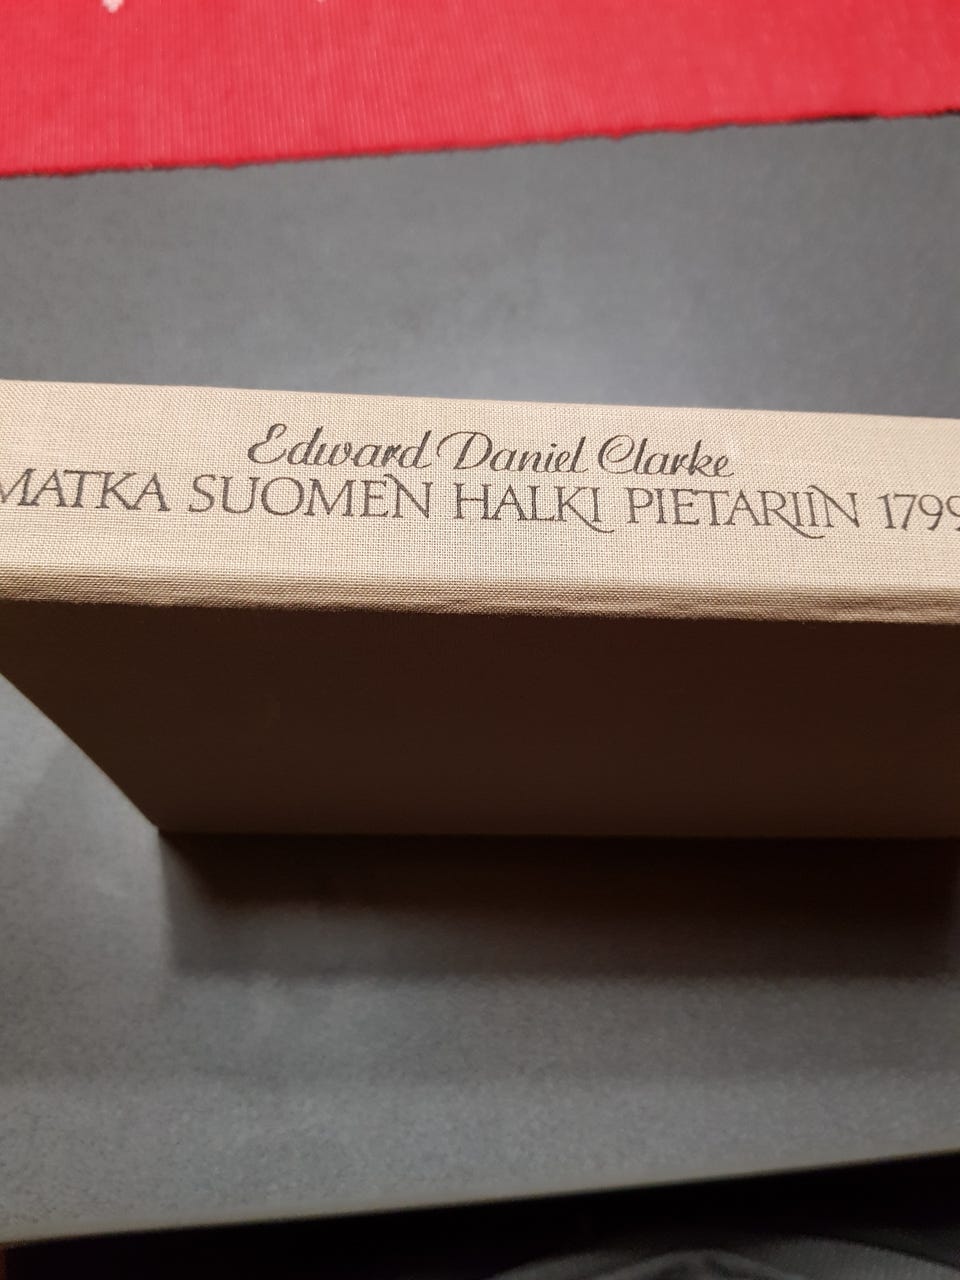 Edward Daniel Clarke
MATKA SUOMEN HALKI PIETARIIN 1799